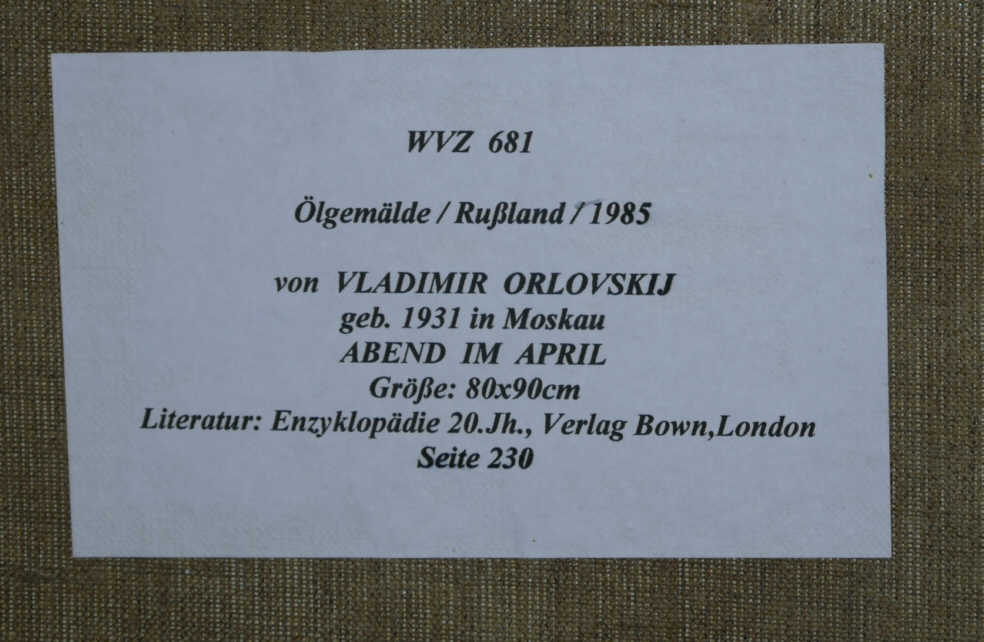 WVZ 681
Ölgemälde / Rußland / 1985
von VLADIMIR ORLOVSKIJ
geb. 1931 in Moskau
ABEND IM APRIL
Größe: 80x90cm
Literatur: Enzyklopädie 20.Jh., Verlag Bown,London
Seite 230